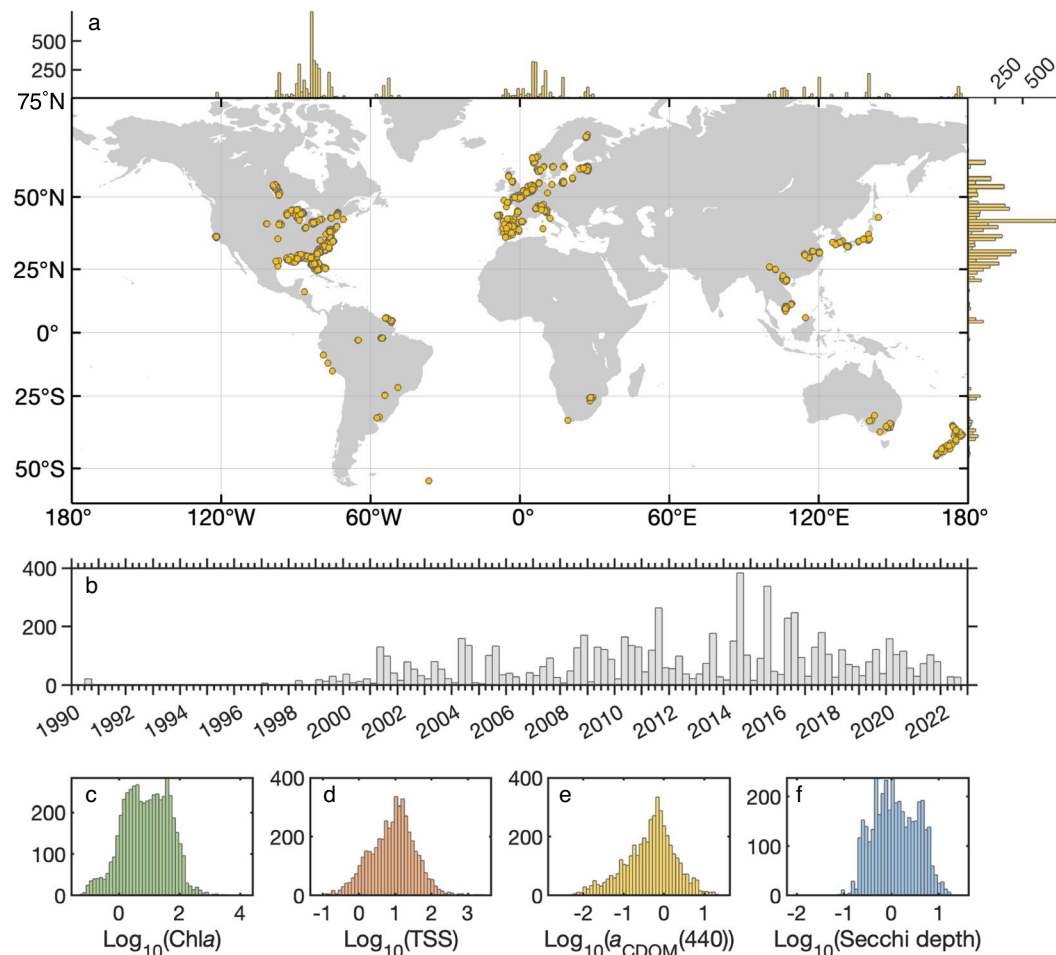 a
500
250
250
500
75°N
50°N
25°N
0°
25°S
50°S
180° 120°W 60°W 0° 60°E 120°E 180°
b
400
200
0
1990 1992 1994 1996 1998 2000 2002 2004 2006 2008 2010 2012 2014 2016 2018 2020 2022
c d e f
200
100
0
400
200
0
400
200
0
200
100
0
0 2 4
-1 0 1 2 3
-2 -1 0 1
-2 -1 0 1
Log10(Chla) Log10(TSS) Log10(aCDOM(440)) Log10(Secchi depth)